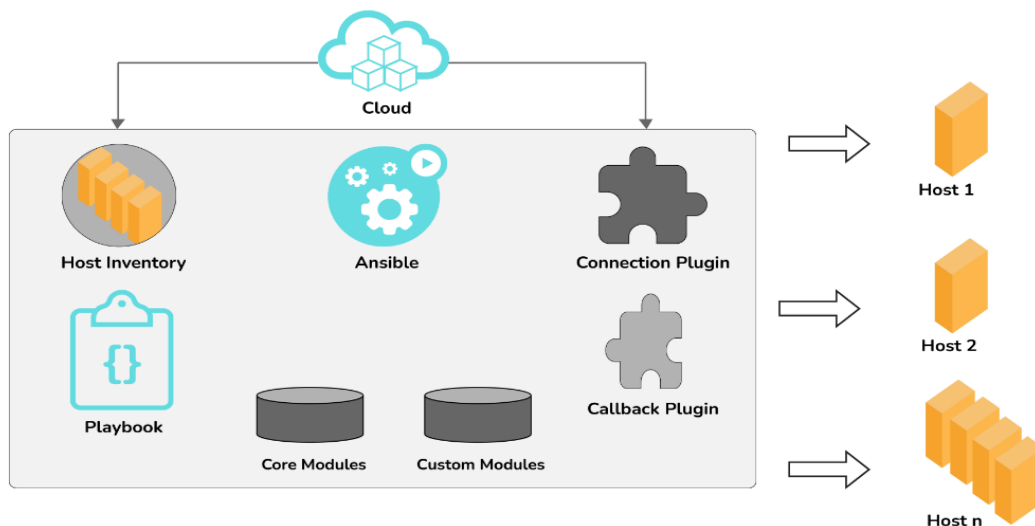 Cloud
Host 1
Host Inventory
Ansible
Connection Plugin
{}
Host 2
Playbook
Callback Plugin
Core Modules
Custom Modules
Host n